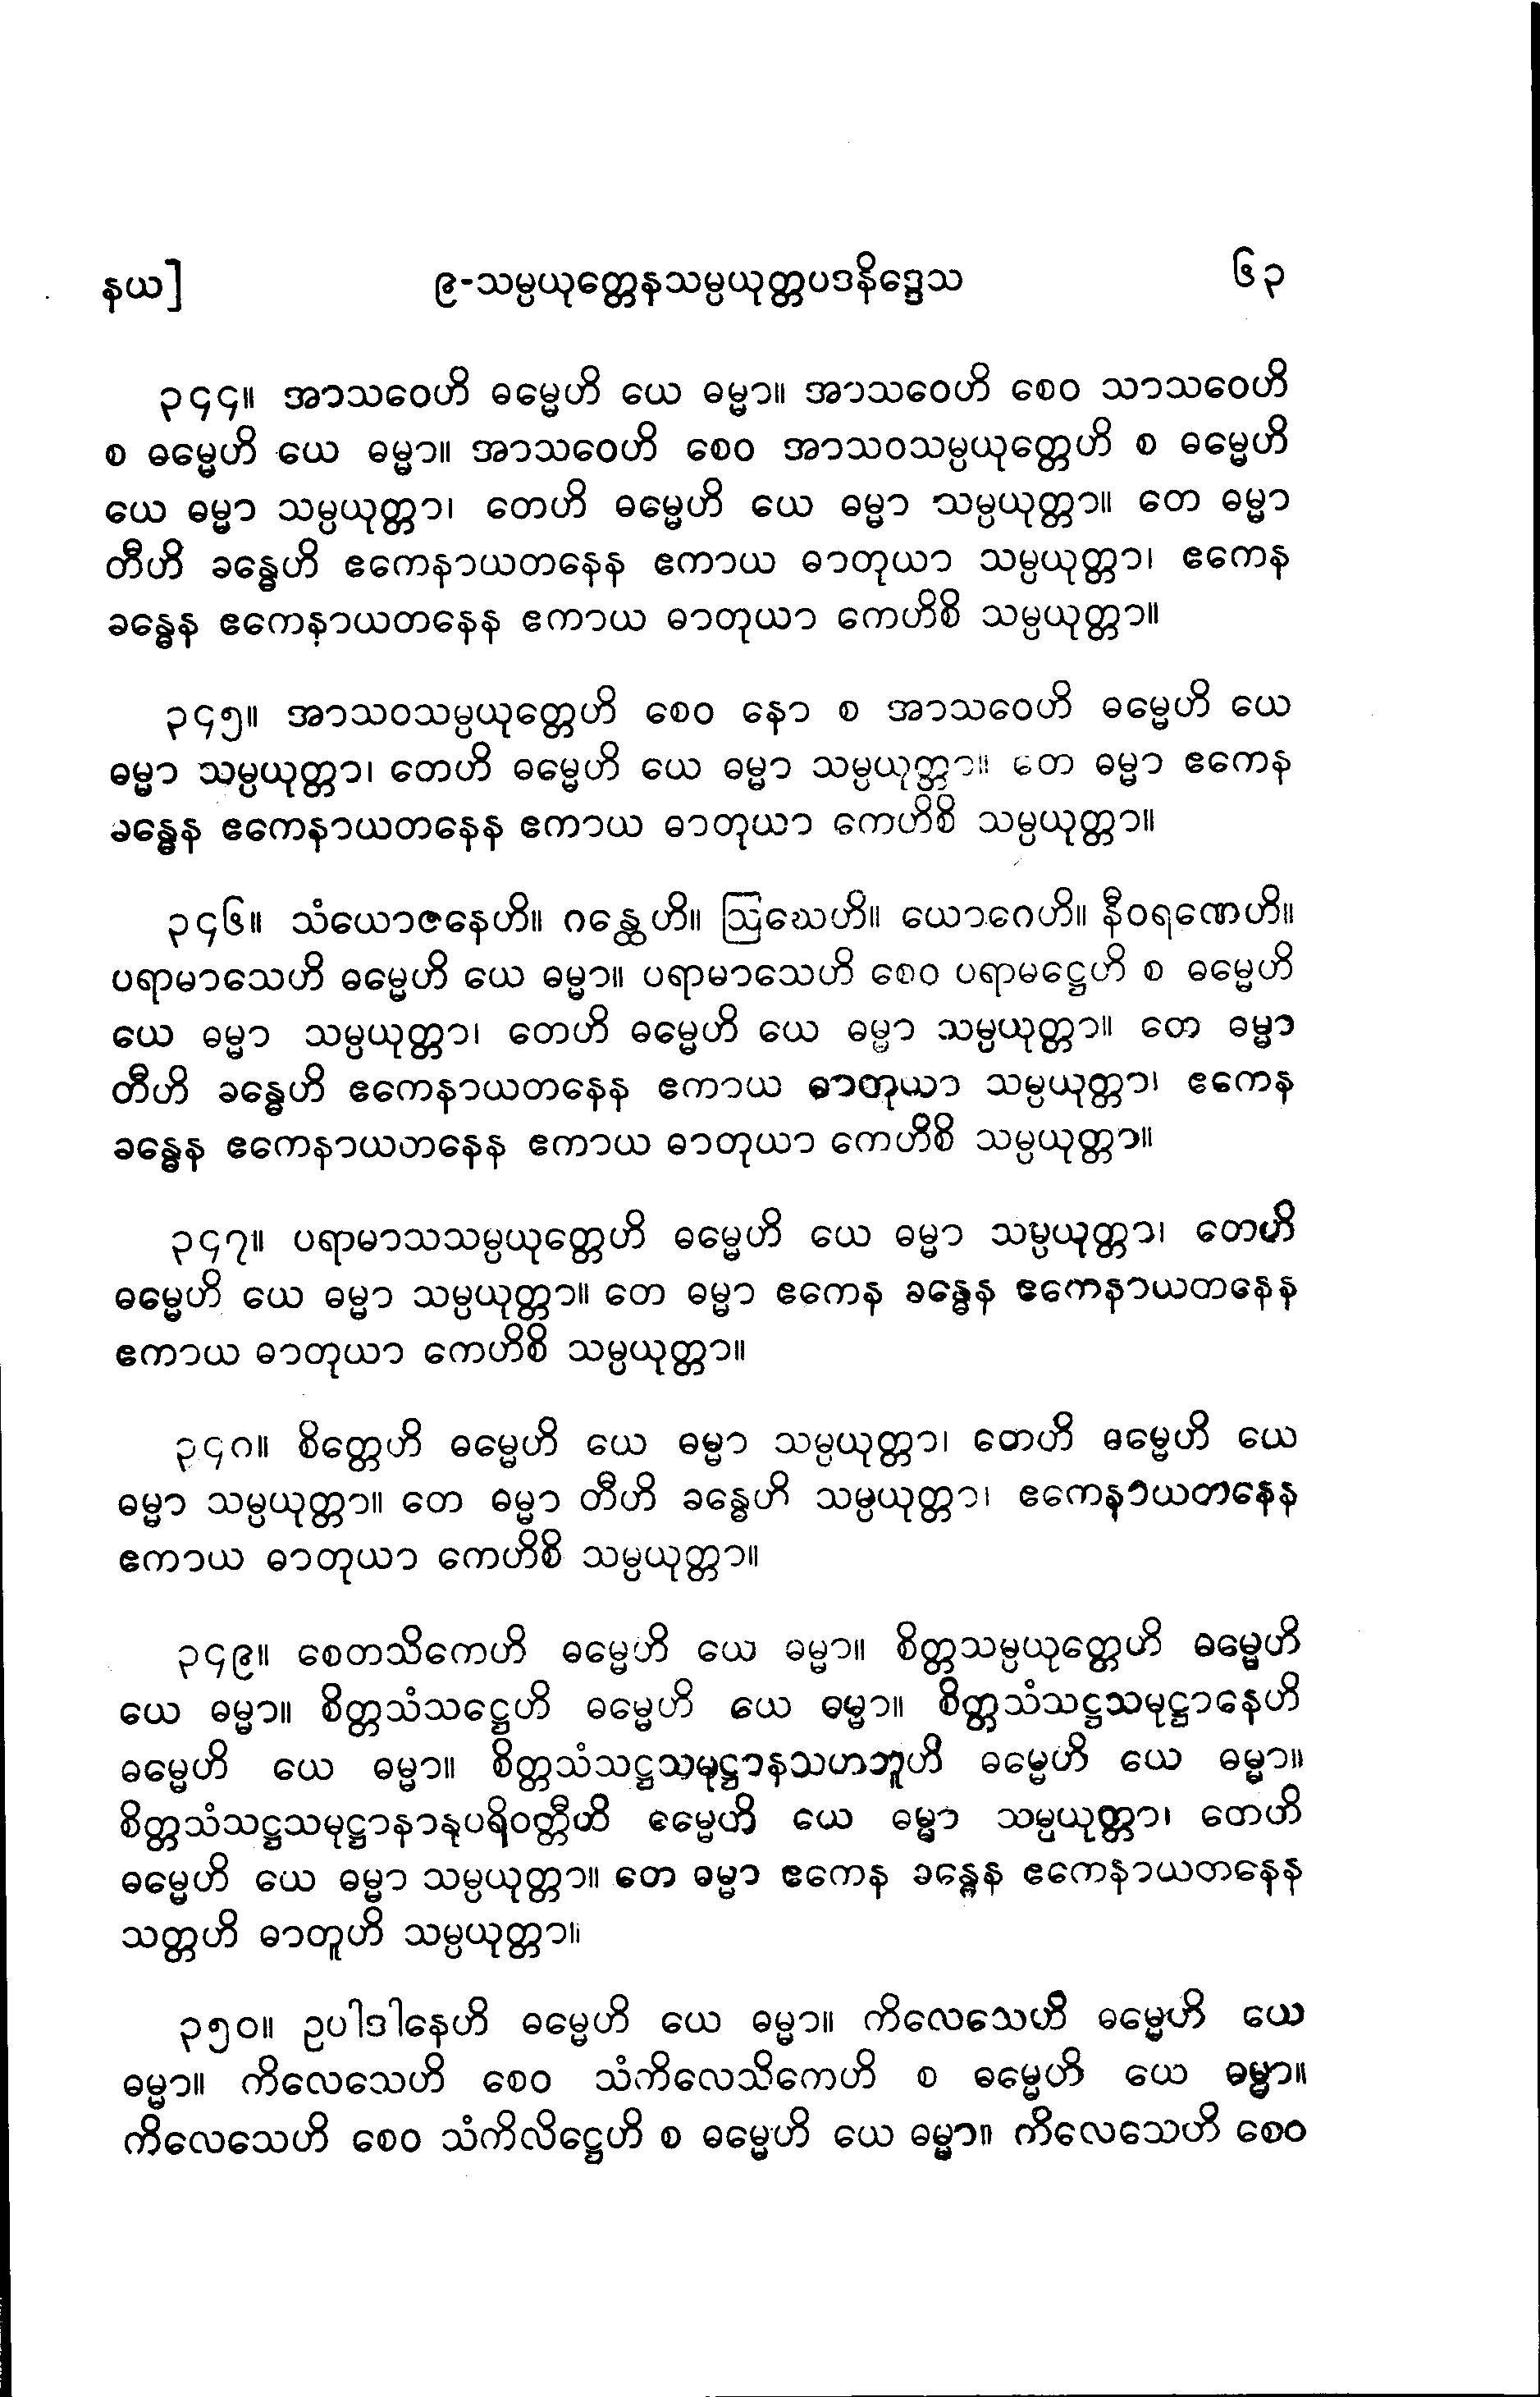 နယ]
၉-သမ္ပယုတ္တေနသမ္ပယုတ္တပဒနိဒ္ဒေသ
၆၃
၃၄၄။ အာသဝေဟိ ဓမ္မေဟိ ယေ ဓမ္မာ။ အာသဝေဟိ စေဝ သာသဝေဟိ
စ ဓမ္မေဟိ ယေ ဓမ္မာ။ အာသဝေဟိ စေဝ အာသဝသမ္ပယုတ္တေဟိ စ ဓမ္မေဟိ
ယေ ဓမ္မာ သမ္ပယုတ္တာ၊ တေဟိ ဓမ္မေဟိ ယေ ဓမ္မာ သမ္ပယုတ္တာ။ တေ ဓမ္မာ
တီဟိ ခန္ဓေဟိ ဧကေနာယတနေန ဧကာယ ဓာတုယာ သမ္ပယုတ္တာ၊ ဧကေန
ခန္ဓေန ဧကေနာယတနေန ဧကာယ ဓာတုယာ ကေဟိစိ သမ္ပယုတ္တာ။
၃၄၅။ အာသဝသမ္ပယုတ္တေဟိ စေဝ နော စ အာသဝေဟိ ဓမ္မေဟိ ယေ
ဓမ္မာ သမ္ပယုတ္တာ၊ တေဟိ ဓမ္မေဟိ ယေ ဓမ္မာ သမ္ပယုတ္တာ။ တေ ဓမ္မာ ဧကေန
ခန္ဓေန ဧကေနာယတနေန ဧကာယ ဓာတုယာ ကေဟိစိ သမ္ပယုတ္တာ။
၃၄၆။ သံယောဇနေဟိ။ ဂန္ထေဟိ။ ဩဃေဟိ။ ယောဂေဟိ။ နီဝရဏေဟိ။
ပရာမာသေဟိ ဓမ္မေဟိ ယေ ဓမ္မာ။ ပရာမာသေဟိ စေဝ ပရာမဋ္ဌေဟိ စ ဓမ္မေဟိ
ယေ ဓမ္မာ သမ္ပယုတ္တာ၊ တေဟိ ဓမ္မေဟိ ယေ ဓမ္မာ သမ္ပယုတ္တာ။ တေ ဓမ္မာ
တီဟိ ခန္ဓေဟိ ဧကေနာယတနေန ဧကာယ ဓာတုယာ သမ္ပယုတ္တာ၊ ဧကေန
ခန္ဓေန ဧကေနာယတနေန ဧကာယ ဓာတုယာ ကေဟိစိ သမ္ပယုတ္တာ။
၃၄၇။ ပရာမာသသမ္ပယုတ္တေဟိ ဓမ္မေဟိ ယေ ဓမ္မာ သမ္ပယုတ္တာ၊ တေဟိ
ဓမ္မေဟိ ယေ ဓမ္မာ သမ္ပယုတ္တာ။ တေ ဓမ္မာ ဧကေန ခန္ဓေန ဧကေနာယတနေန
ဧကာယ ဓာတုယာ ကေဟိစိ သမ္ပယုတ္တာ။
၃၄၈။ စိတ္တေဟိ ဓမ္မေဟိ ယေ ဓမ္မာ သမ္ပယုတ္တာ၊ တေဟိ ဓမ္မေဟိ ယေ
ဓမ္မာ သမ္ပယုတ္တာ။ တေ ဓမ္မာ တီဟိ ခန္ဓေဟိ သမ္ပယုတ္တာ၊ ဧကေနာယတနေန
ဧကာယ ဓာတုယာ ကေဟိစိ သမ္ပယုတ္တာ။
၃၄၉။ စေတသိကေဟိ ဓမ္မေဟိ ယေ ဓမ္မာ။ စိတ္တသမ္ပယုတ္တေဟိ ဓမ္မေဟိ
ယေ ဓမ္မာ။ စိတ္တသံသဋ္ဌေဟိ ဓမ္မေဟိ ယေ ဓမ္မာ။ စိတ္တသံသဋ္ဌသမုဋ္ဌာနေဟိ
ဓမ္မေဟိ ယေ ဓမ္မာ။ စိတ္တသံသဋ္ဌသမုဋ္ဌာနသဟဘူဟိ ဓမ္မေဟိ ယေ ဓမ္မာ။
စိတ္တသံသဋ္ဌသမုဋ္ဌာနာနုပရိဝတ္တီဟိ ဓမ္မေဟိ ယေ ဓမ္မာ သမ္ပယုတ္တာ၊ တေဟိ
ဓမ္မေဟိ ယေ ဓမ္မာ သမ္ပယုတ္တာ။ တေ ဓမ္မာ ဧကေန ခန္ဓေန ဧကေနာယတနေန
သတ္တဟိ ဓာတူဟိ သမ္ပယုတ္တာ။
၃၅၀။ ဥပါဒါနေဟိ ဓမ္မေဟိ ယေ ဓမ္မာ။ ကိလေသေဟိ ဓမ္မေဟိ ယေ
ဓမ္မာ။ ကိလေသေဟိ စေဝ သံကိလေသိကေဟိ စ ဓမ္မေဟိ ယေ ဓမ္မာ။
ကိလေသေဟိ စေဝ သံကိလိဋ္ဌေဟိ စ ဓမ္မေဟိ ယေ ဓမ္မာ။ ကိလေသေဟိ စေဝ